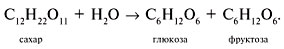 C₁₂H₂₂O₁₁ + H₂O → C₆H₁₂O₆ + C₆H₁₂O₆.
сахар глюкоза фруктоза